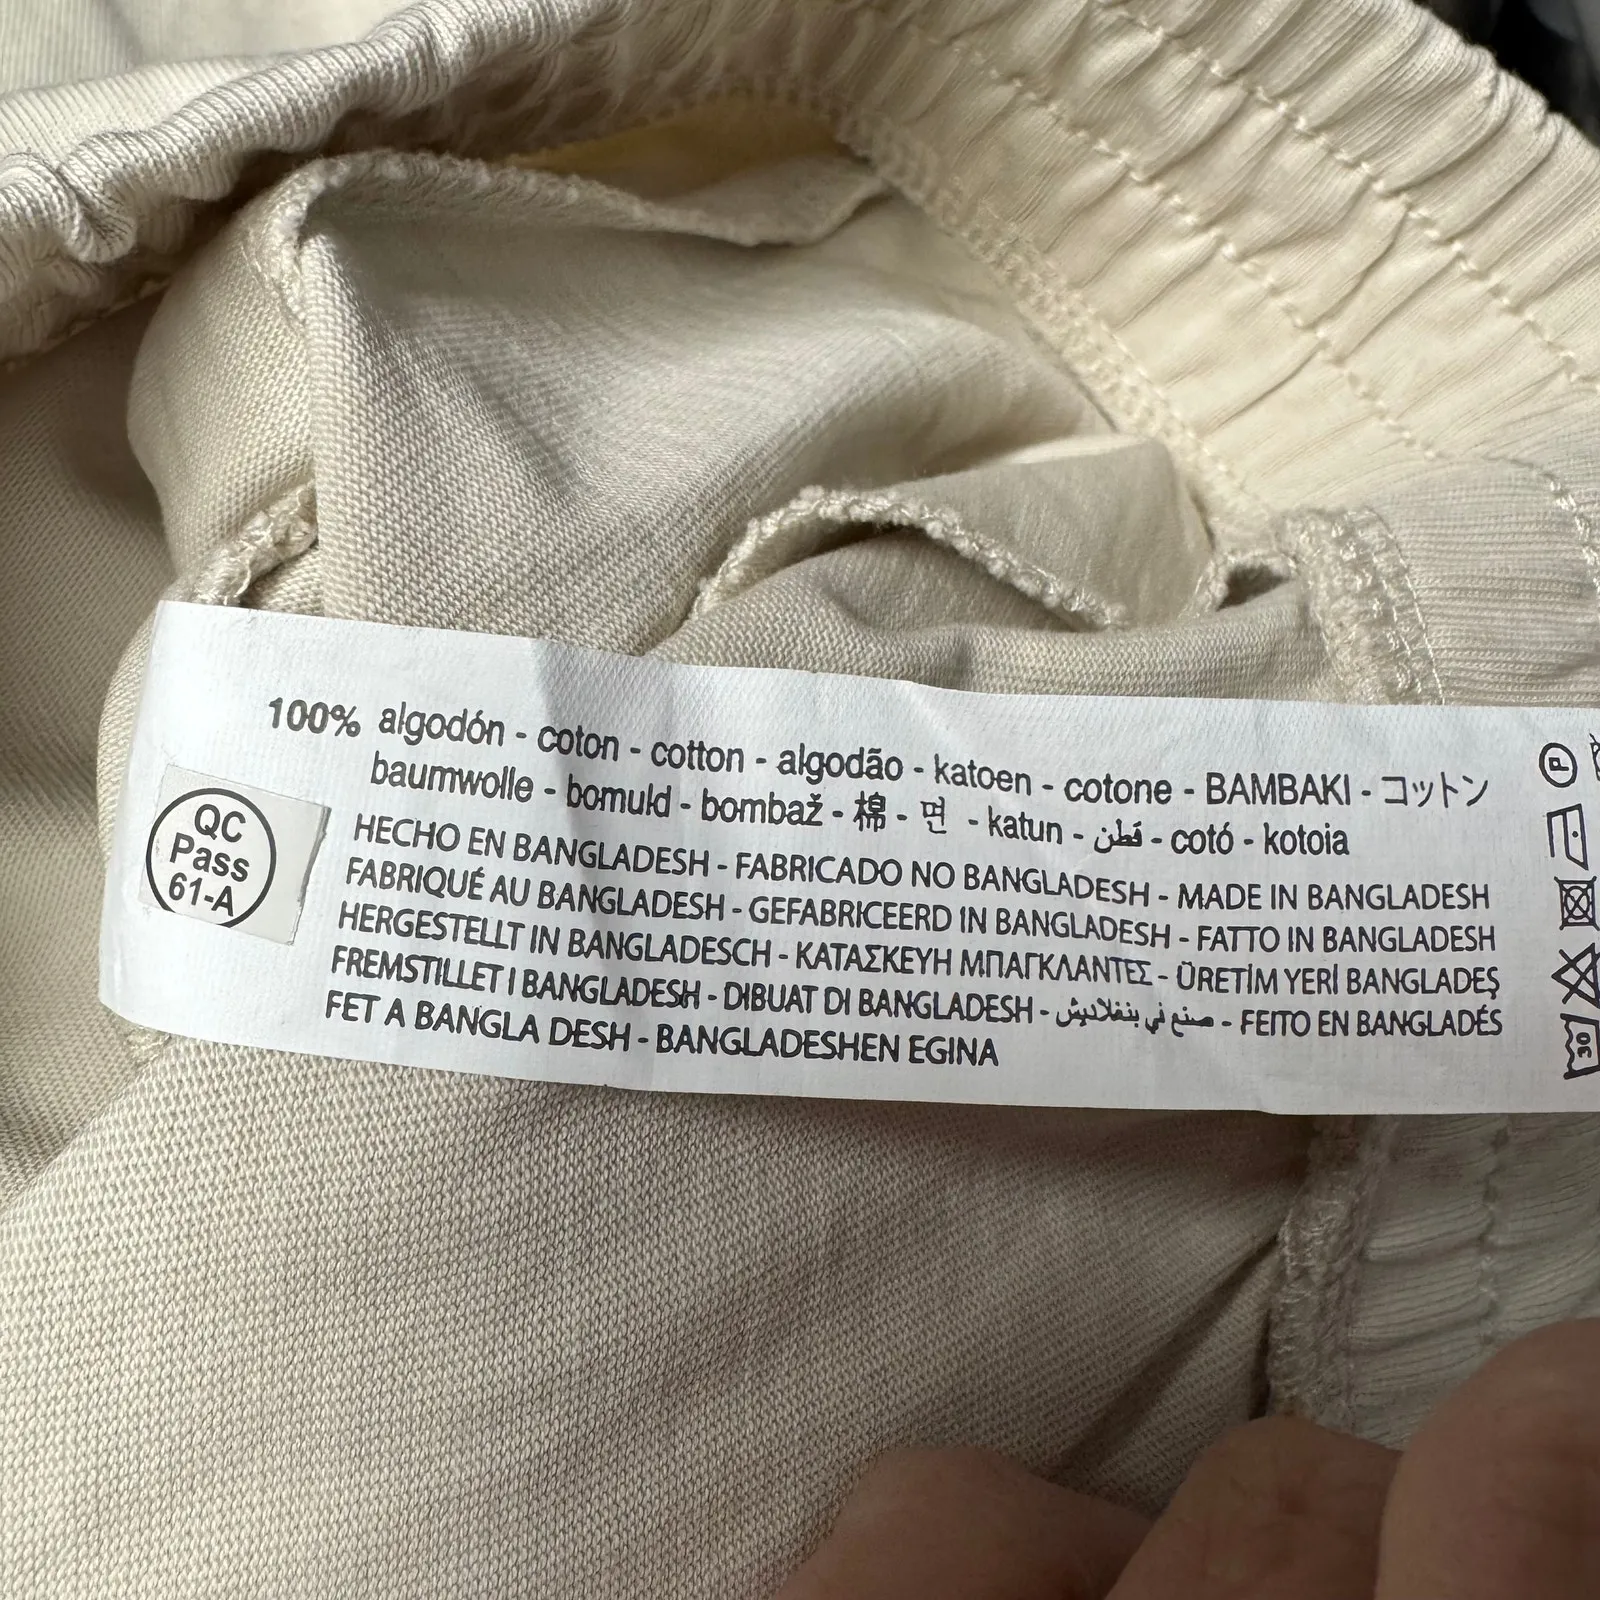 100% algodón - coton - cotton - algodão - katoen - cotone - BAMBAKI - コットン
baumwolle - bomuld - bombaž - 棉 - 면 - katun - قطن - cotó - kotoia
HECHO EN BANGLADESH - FABRICADO NO BANGLADESH - MADE IN BANGLADESH
FABRIQUÉ AU BANGLADESH - GEFABRICEERD IN BANGLADESH - FATTO IN BANGLADESH
HERGESTELLT IN BANGLADESCH - ΚΑΤΑΣΚΕΥΗ ΜΠΑΓΚΛΑΝΤΕΣ - ÜRETİM YERİ BANGLADEŞ
FREMSTILLET I BANGLADESH - DIBUAT DI BANGLADESH - صنع في بنغلاديش - FEITO EN BANGLADÉS
FET A BANGLA DESH - BANGLADESHEN EGINA
QC
Pass
61-A
P
30